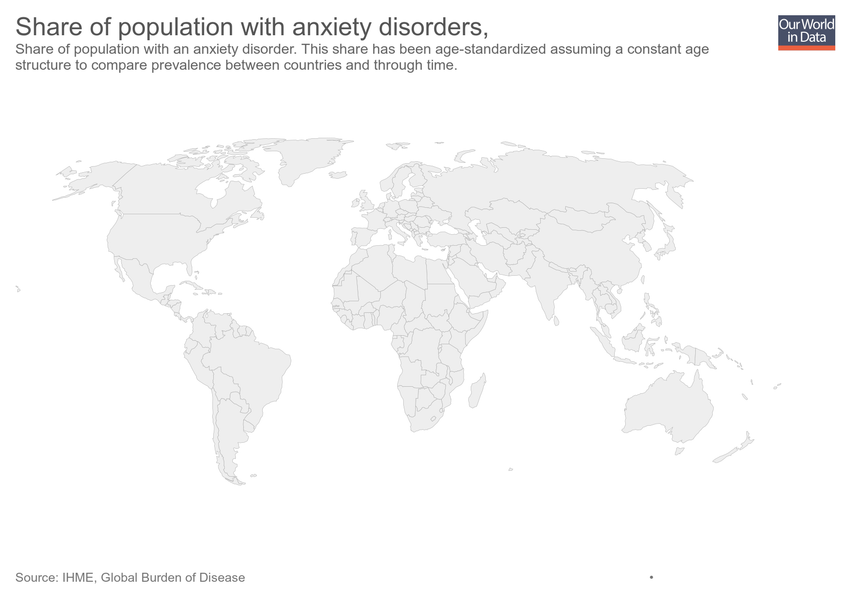 Share of population with anxiety disorders,
Our World
in Data
Share of population with an anxiety disorder. This share has been age-standardized assuming a constant age
structure to compare prevalence between countries and through time.
Source: IHME, Global Burden of Disease
•